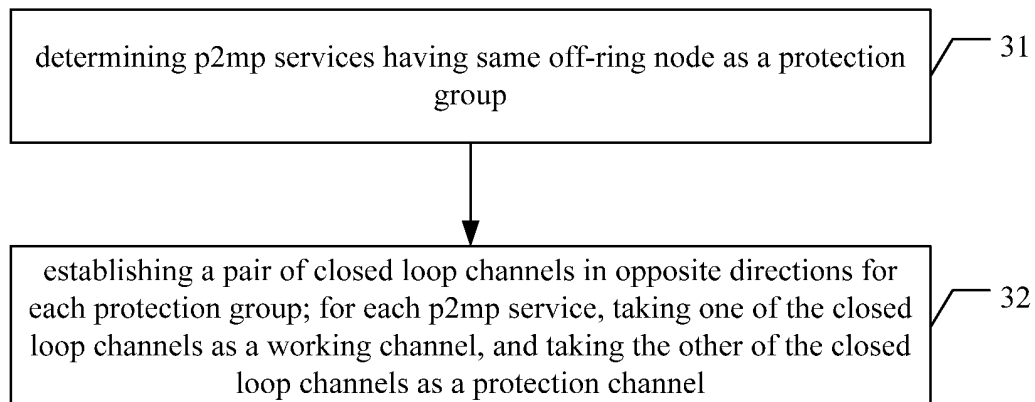 determining p2mp services having same off-ring node as a protection
group
31
establishing a pair of closed loop channels in opposite directions for
each protection group; for each p2mp service, taking one of the closed
loop channels as a working channel, and taking the other of the closed
loop channels as a protection channel
32